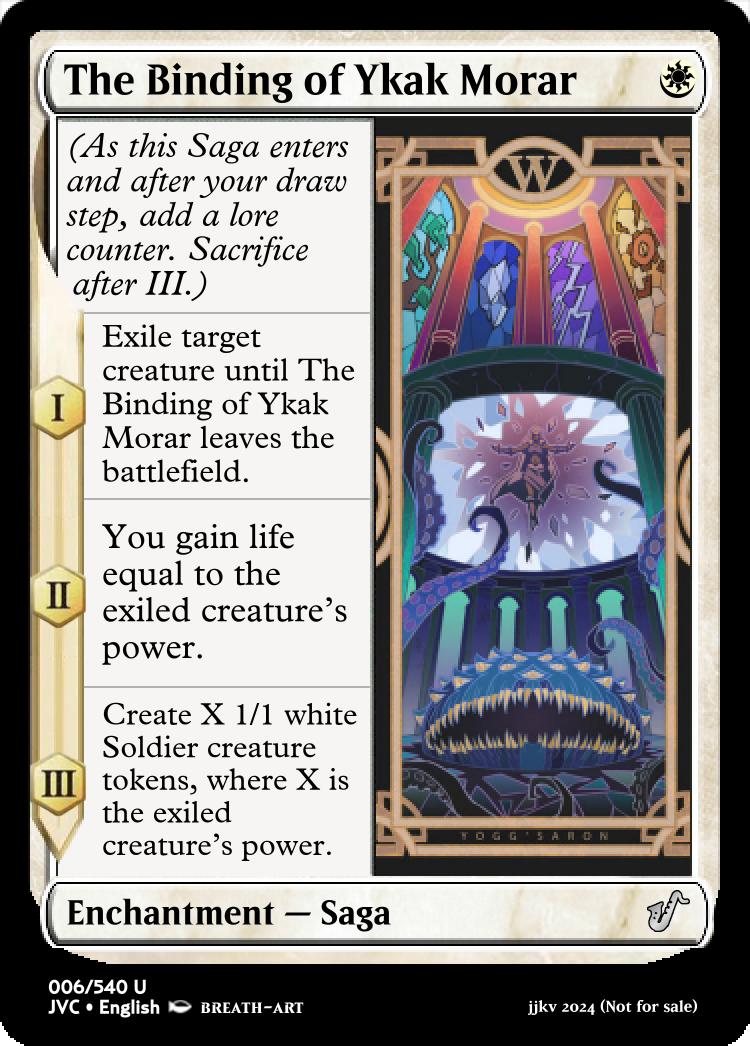 The Binding of Ykak Morar
(As this Saga enters
and after your draw
step, add a lore
counter. Sacrifice
after III.)
W
I
Exile target
creature until The
Binding of Ykak
Morar leaves the
battlefield.
II
You gain life
equal to the
exiled creature's
power.
III
Create X 1/1 white
Soldier creature
tokens, where X is
the exiled
creature's power.
YOGG'SARON
Enchantment — Saga
006/540 U
JVC • English BREATH-ART
jjkv 2024 (Not for sale)